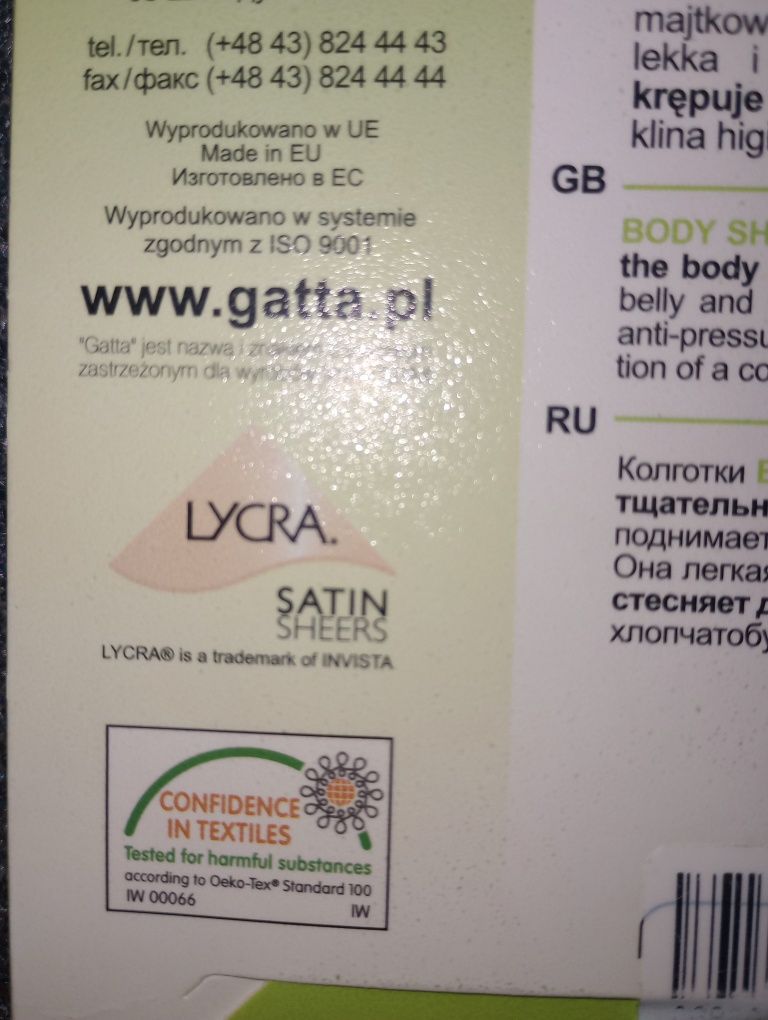 tel./тел. (+48 43) 824 44 43
fax/факс (+48 43) 824 44 44
Wyprodukowano w UE
Made in EU
Изготовлено в ЕС
Wyprodukowano w systemie
zgodnym z ISO 9001
www.gatta.pl
"Gatta" jest nazwą i
zastrzeżonym dla
LYCRA.
SATIN
SHEERS
LYCRA® is a trademark of INVISTA
CONFIDENCE
IN TEXTILES
Tested for harmful substances
according to Oeko-Tex® Standard 100
IW 00066
IW
majtkow
lekka i
krępuje
klina higi
GB
BODY SH
the body
belly and
anti-pressu
tion of a co
RU
Колготки
тщательн
поднимает
Она легкая
стесняет д
хлопчатобу